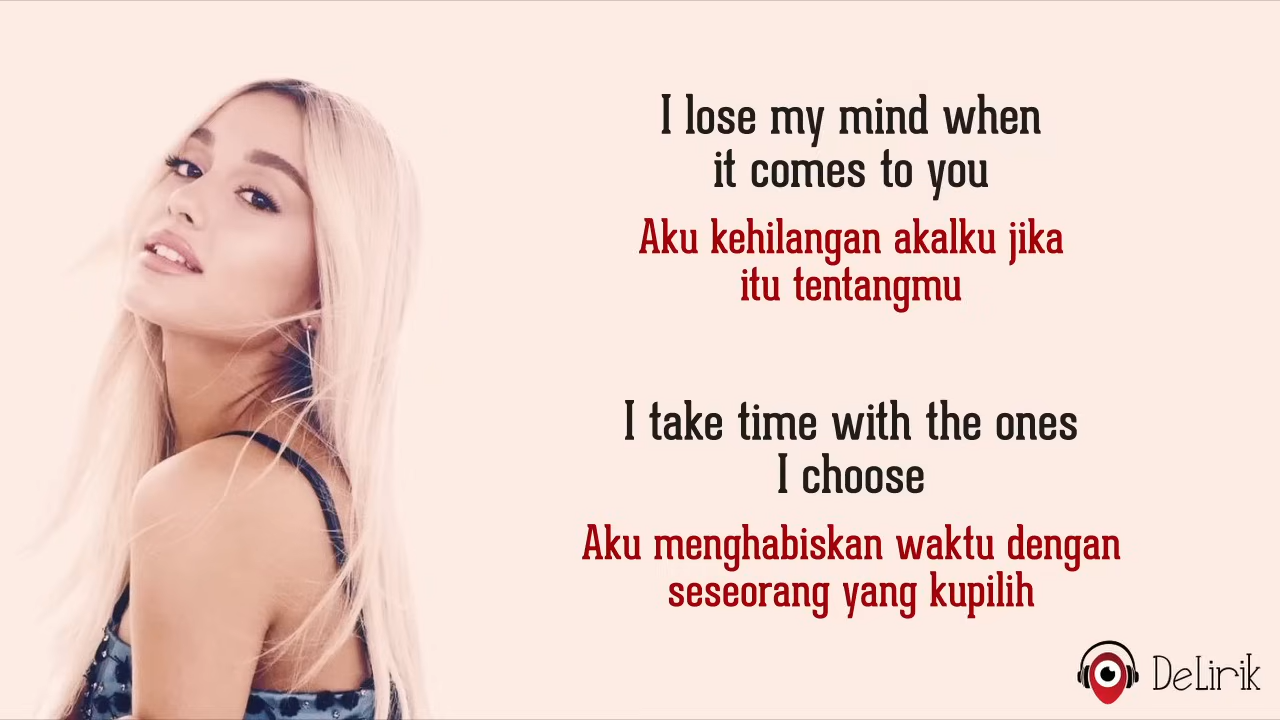 I lose my mind when
it comes to you
Aku kehilangan akalku jika
itu tentangmu
I take time with the ones
I choose
Aku menghabiskan waktu dengan
seseorang yang kupilih
DeLirik